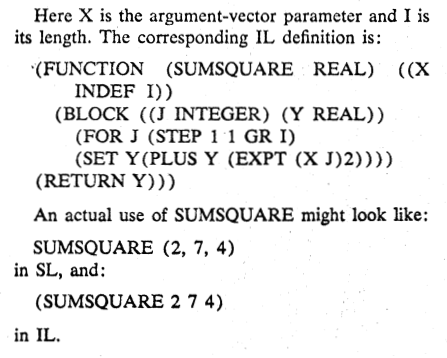 Here X is the argument-vector parameter and I is
its length. The corresponding IL definition is:
(FUNCTION (SUMSQUARE REAL) ((X
INDEF I))
(BLOCK ((J INTEGER) (Y REAL))
(FOR J (STEP 1 1 GR I)
(SET Y(PLUS Y (EXPT (X J)2))))
(RETURN Y)))
An actual use of SUMSQUARE might look like:
SUMSQUARE (2, 7, 4)
in SL, and:
(SUMSQUARE 2 7 4)
in IL.